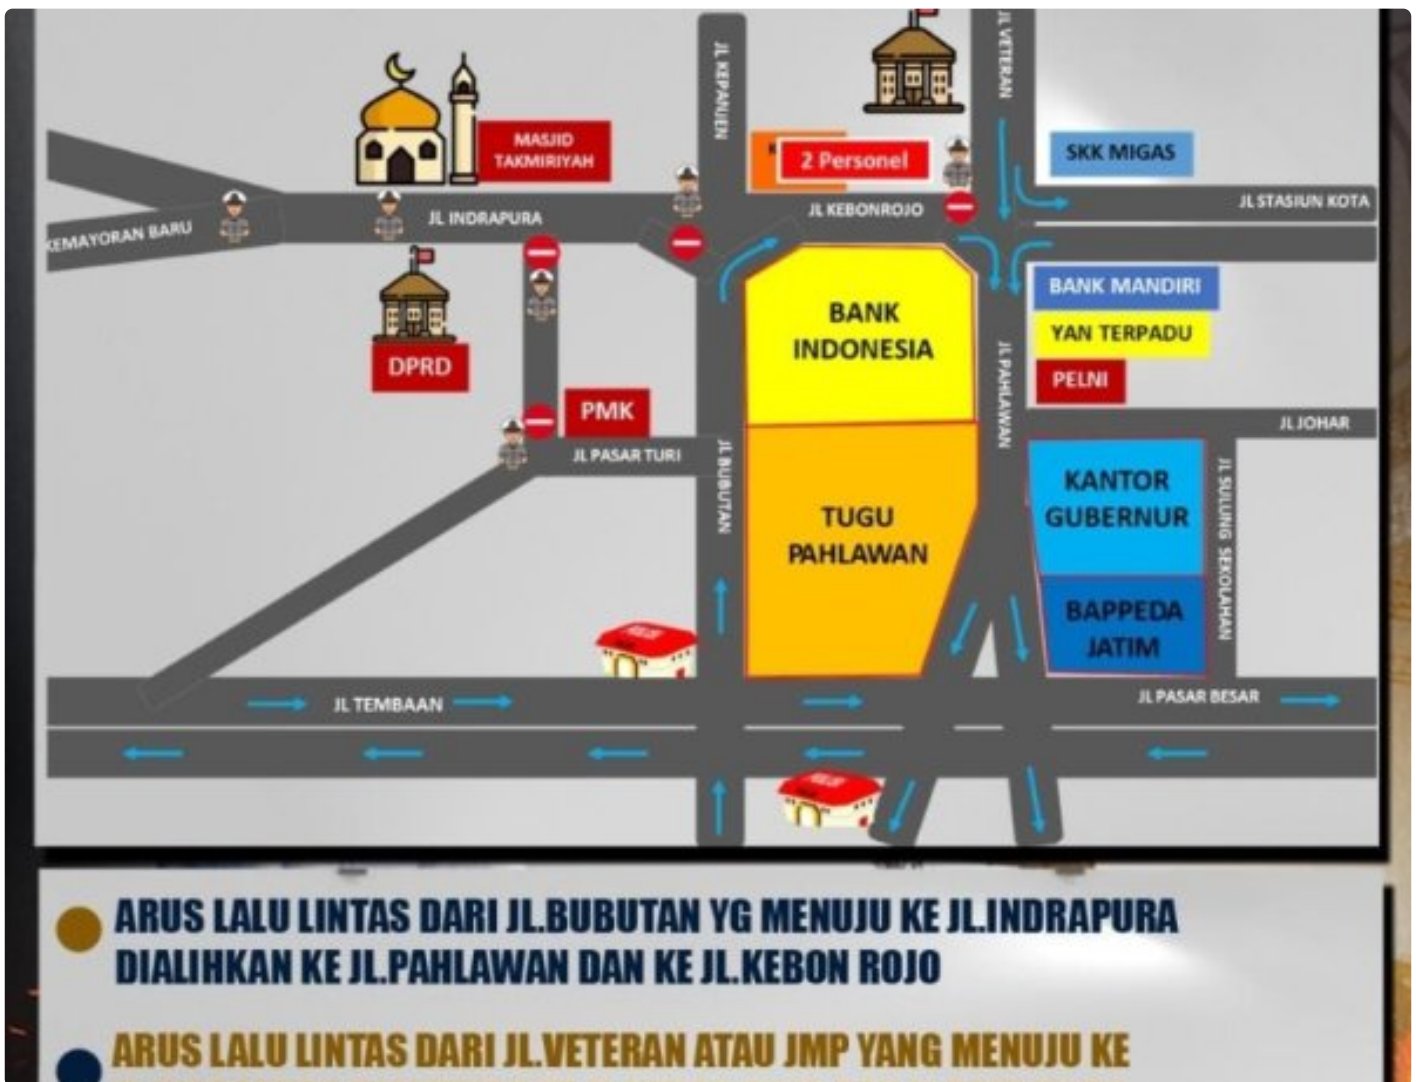 JL KEPANJEN
JL VETERAN
MASJID
TAKMIRIYAH
2 Personel
SKK MIGAS
JL STASIUN KOTA
JL INDRAPURA
JL KEBONROJO
KEMAYORAN BARU
BANK MANDIRI
YAN TERPADU
PELNI
BANK
INDONESIA
DPRD
PMK
JL PAHLAWAN
JL JOHAR
JL PASAR TURI
JL BUBUTAN
TUGU
PAHLAWAN
KANTOR
GUBERNUR
JL SULUNG SEKOLAHAN
BAPPEDA
JATIM
JL TEMBAAN
JL PASAR BESAR
ARUS LALU LINTAS DARI JL.BUBUTAN YG MENUJU KE JL.INDRAPURA
DIALIHKAN KE JL.PAHLAWAN DAN KE JL.KEBON ROJO
ARUS LALU LINTAS DARI JL.VETERAN ATAU JMP YANG MENUJU KE